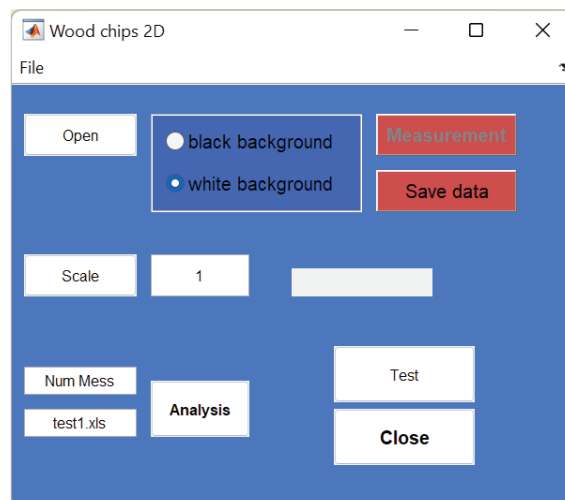 Wood chips 2D
File
Open
black background
white background
Measurement
Save data
Scale
1
Num Mess
test1.xls
Analysis
Test
Close